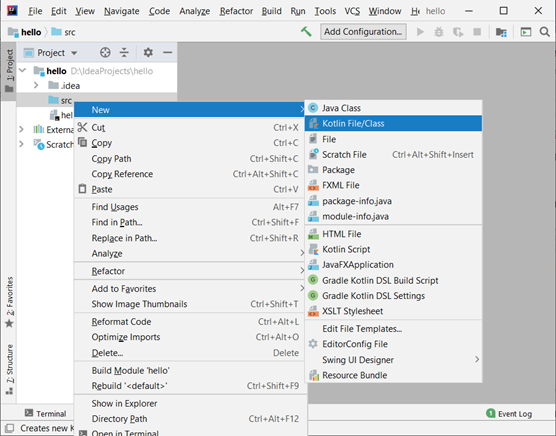 File Edit View Navigate Code Analyze Refactor Build Run Tools VCS Window He hello
hello src
Add Configuration...
1: Project
Project
hello D:\IdeaProjects\hello
.idea
src
hel
Externa
Scratch
New
Cut Ctrl+X
Copy Ctrl+C
Copy Path Ctrl+Shift+C
Copy Reference Ctrl+Alt+Shift+C
Paste Ctrl+V
Find Usages Alt+F7
Find in Path... Ctrl+Shift+F
Replace in Path... Ctrl+Shift+R
Analyze
Refactor
Add to Favorites
Show Image Thumbnails Ctrl+Shift+T
Reformat Code Ctrl+Alt+L
Optimize Imports Ctrl+Alt+O
Delete... Delete
Build Module 'hello'
Rebuild '<default>' Ctrl+Shift+F9
Show in Explorer
Directory Path Ctrl+Alt+F12
Open in Terminal
Java Class
Kotlin File/Class
File
Scratch File Ctrl+Alt+Shift+Insert
Package
FXML File
package-info.java
module-info.java
HTML File
Kotlin Script
JavaFXApplication
Gradle Kotlin DSL Build Script
Gradle Kotlin DSL Settings
XSLT Stylesheet
Edit File Templates...
EditorConfig File
Swing UI Designer
Resource Bundle
2: Favorites
Z: Structure
Terminal
1 Event Log
Creates new K